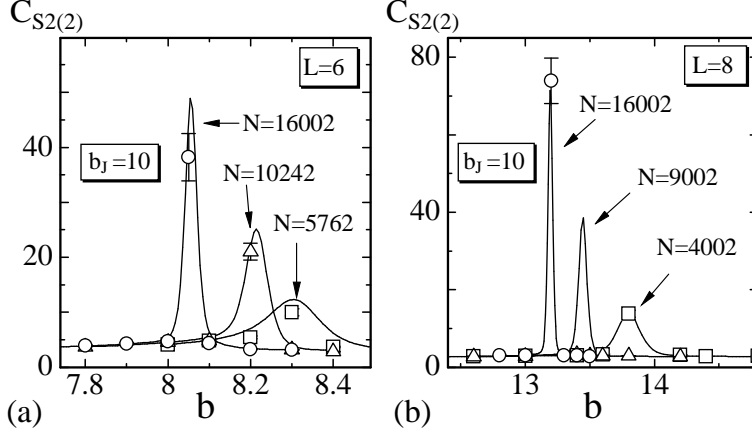 C_{S2(2)}
60
40
20
0
L=6
N=16002
b_J =10
N=10242
N=5762
7.8 8 8.2 8.4
(a) b
C_{S2(2)}
80
40
0
L=8
N=16002
b_J =10
N=9002
N=4002
13 14
(b) b